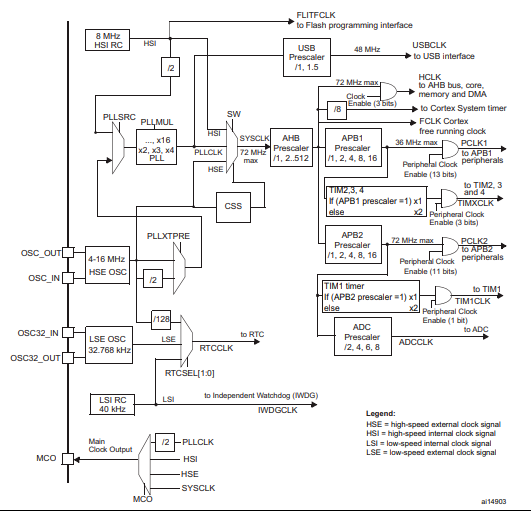 FLITFCLK
to Flash programming interface
8 MHz
HSI RC
HSI
/2
USB
Prescaler
/1, 1.5
48 MHz
USBCLK
to USB interface
HCLK
to AHB bus, core,
memory and DMA
72 MHz max
Clock
Enable (3 bits)
/8
to Cortex System timer
FCLK Cortex
free running clock
PLLSRC
PLLMUL
..., x16
x2, x3, x4
PLL
SW
HSI
PLLCLK
HSE
SYSCLK
72 MHz
max
AHB
Prescaler
/1, 2..512
APB1
Prescaler
/1, 2, 4, 8, 16
36 MHz max
PCLK1
to APB1
peripherals
Peripheral Clock
Enable (13 bits)
CSS
TIM2,3, 4
If (APB1 prescaler =1) x1
else x2
to TIM2, 3
and 4
TIMXCLK
Peripheral Clock
Enable (3 bits)
PLLXTPRE
OSC_OUT
OSC_IN
4-16 MHz
HSE OSC
/2
APB2
Prescaler
/1, 2, 4, 8, 16
72 MHz max
PCLK2
to APB2
peripherals
Peripheral Clock
Enable (11 bits)
TIM1 timer
If (APB2 prescaler =1) x1
else x2
to TIM1
TIM1CLK
Peripheral Clock
Enable (1 bit)
ADC
Prescaler
/2, 4, 6, 8
to ADC
ADCCLK
/128
OSC32_IN
OSC32_OUT
LSE OSC
32.768 kHz
LSE
to RTC
RTCCLK
RTCSEL[1:0]
LSI RC
40 kHz
LSI
to Independent Watchdog (IWDG)
IWDGCLK
Main
Clock Output
MCO
/2
PLLCLK
HSI
HSE
SYSCLK
MCO
Legend:
HSE = high-speed external clock signal
HSI = high-speed internal clock signal
LSI = low-speed internal clock signal
LSE = low-speed external clock signal
ai14903